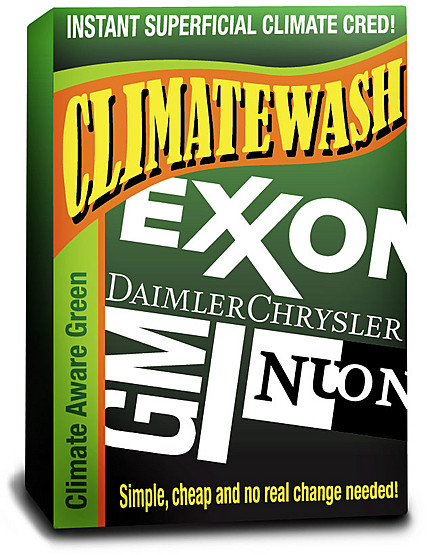 INSTANT SUPERFICIAL CLIMATE CRED!
CLIMATEWASH
EXXON
DAIMLERCHRYSLER
GM
NUON
Climate Aware Green
Simple, cheap and no real change needed!